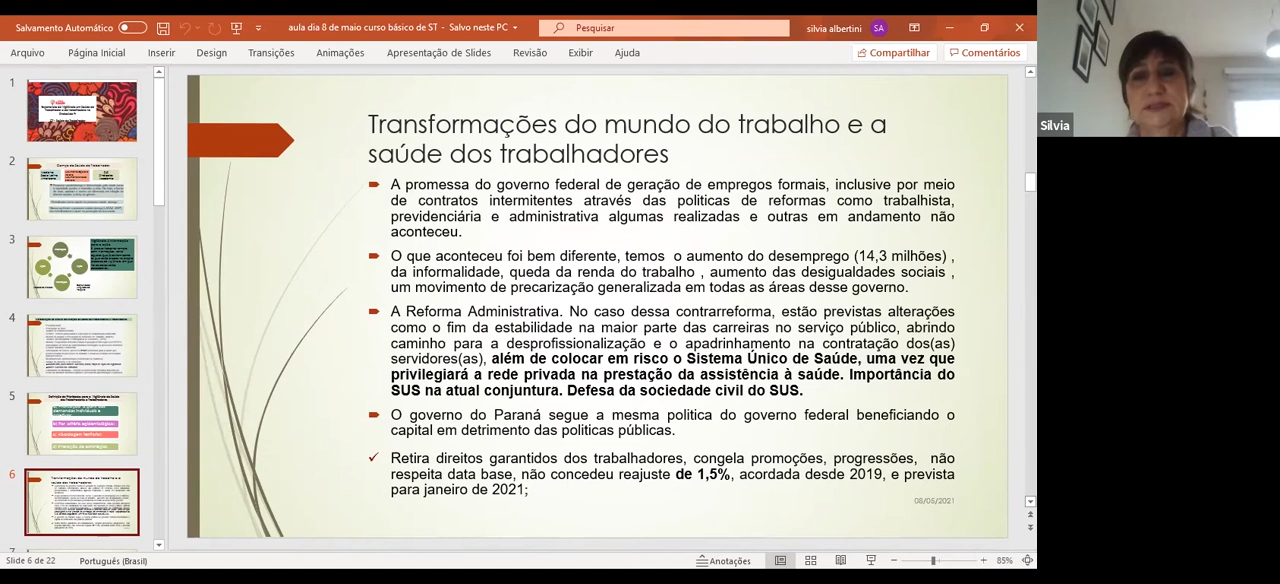 Salvamento Automático
aula dia 8 de maio curso básico de ST - Salvo neste PC
Pesquisar
silvia albertini
SA
Arquivo
Página Inicial
Inserir
Design
Transições
Animações
Apresentação de Slides
Revisão
Exibir
Ajuda
Compartilhar
Comentários
Silvia
1
2
3
4
5
6
Transformações do mundo do trabalho e a
saúde dos trabalhadores
A promessa do governo federal de geração de empregos formais, inclusive por meio
de contratos intermitentes através das politicas de reformas como trabalhista,
previdenciária e administrativa algumas realizadas e outras em andamento não
aconteceu.
O que aconteceu foi bem diferente, temos o aumento do desemprego (14,3 milhões) ,
da informalidade, queda da renda do trabalho , aumento das desigualdades sociais ,
um movimento de precarização generalizada em todas as áreas desse governo.
A Reforma Administrativa. No caso dessa contrarreforma, estão previstas alterações
como o fim da estabilidade na maior parte das carreiras no serviço público, abrindo
caminho para a desprofissionalização e o apadrinhamento na contratação dos(as)
servidores(as), além de colocar em risco o Sistema Único de Saúde, uma vez que
privilegiará a rede privada na prestação da assistência à saúde. Importância do
SUS na atual conjuntura. Defesa da sociedade civil do SUS.
O governo do Paraná segue a mesma politica do governo federal beneficiando o
capital em detrimento das politicas públicas.
Retira direitos garantidos dos trabalhadores, congela promoções, progressões, não
respeita data base, não concedeu reajuste de 1,5%, acordada desde 2019, e prevista
para janeiro de 2021;
08/05/2021
Slide 6 de 22
Português (Brasil)
Anotações
85%